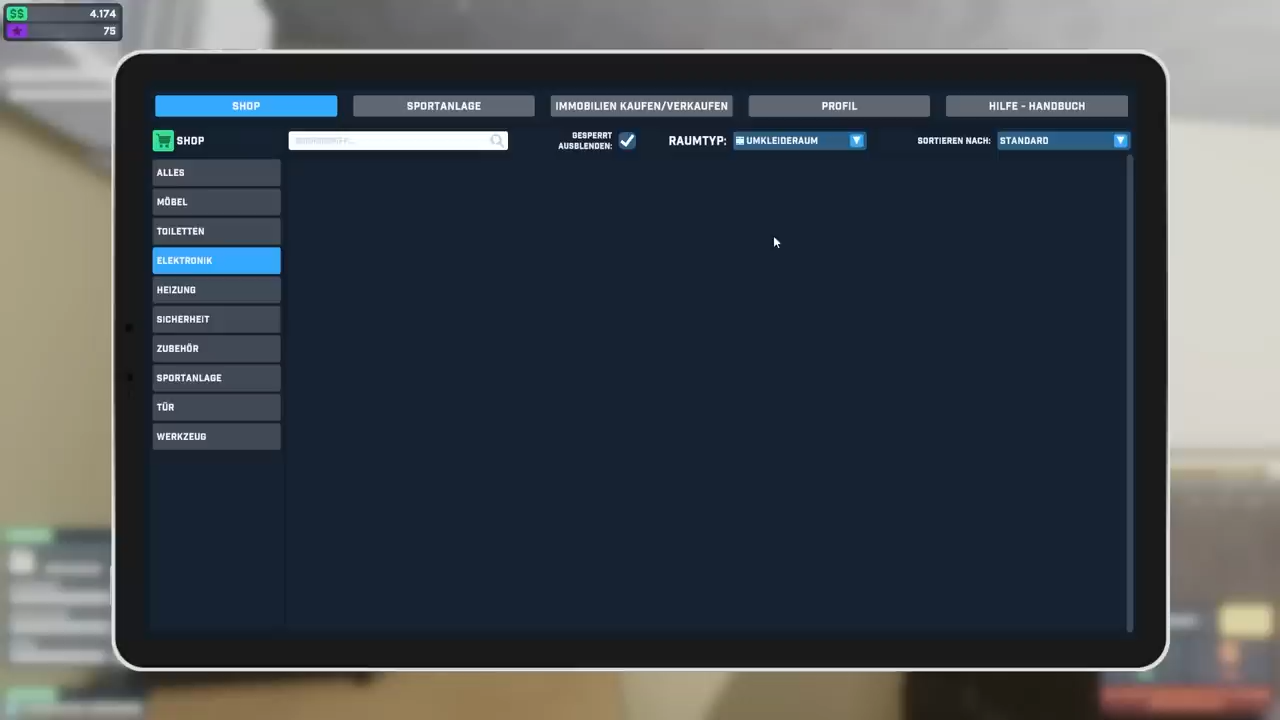 $$ 4.174
75
SHOP SPORTANLAGE IMMOBILIEN KAUFEN/VERKAUFEN PROFIL HILFE - HANDBUCH
SHOP GESPERRT AUSBLENDEN: RAUMTYP: UMKLEIDERAUM SORTIEREN NACH: STANDARD
ALLES
MÖBEL
TOILETTEN
ELEKTRONIK
HEIZUNG
SICHERHEIT
ZUBEHÖR
SPORTANLAGE
TÜR
WERKZEUG